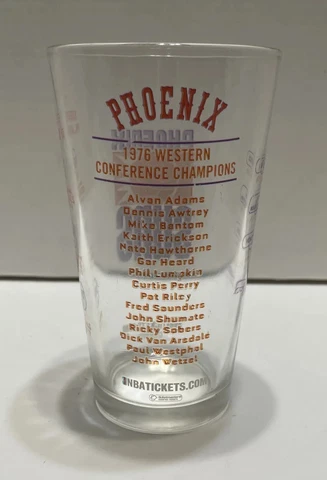 PHOENIX
1976 WESTERN
CONFERENCE CHAMPIONS
Alvan Adams
Dennis Awtrey
Mike Bantom
Keith Erickson
Nate Hawthorne
Gar Heard
Phil Lumpkin
Curtis Perry
Pat Riley
Fred Saunders
John Shumate
Ricky Sobers
Dick Van Arsdale
Paul Westphal
John Wetzel
NBATICKETS.COM